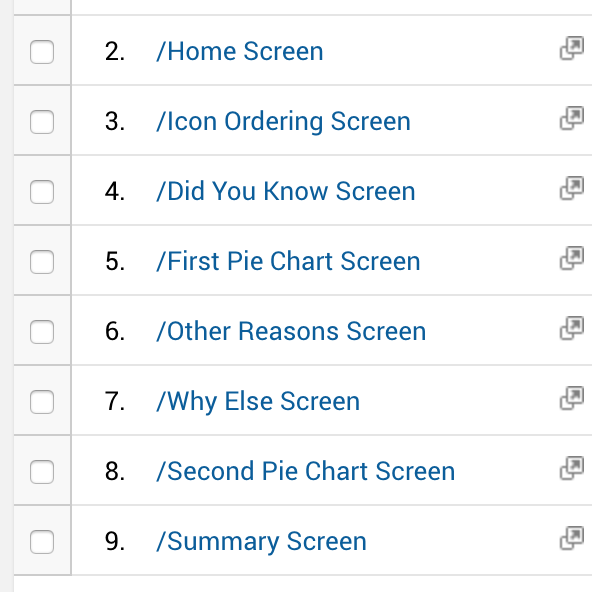 2. /Home Screen
3. /Icon Ordering Screen
4. /Did You Know Screen
5. /First Pie Chart Screen
6. /Other Reasons Screen
7. /Why Else Screen
8. /Second Pie Chart Screen
9. /Summary Screen